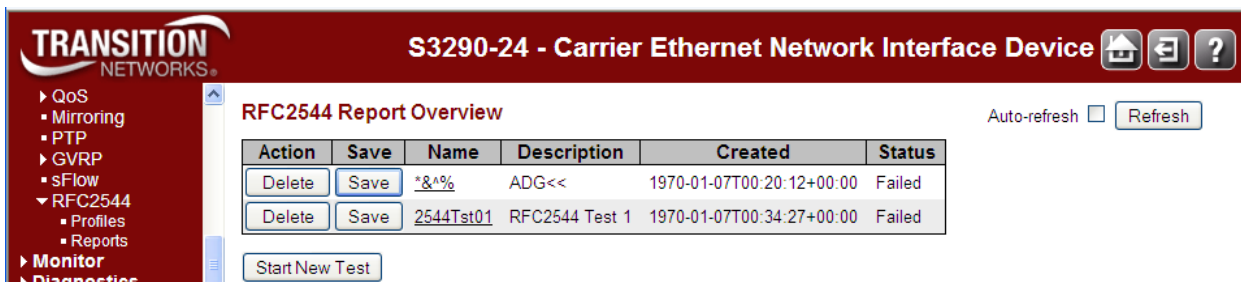 TRANSITION
NETWORKS®
S3290-24 - Carrier Ethernet Network Interface Device
?
QoS
Mirroring
PTP
GVRP
sFlow
RFC2544
Profiles
Reports
Monitor
Diagnostics
RFC2544 Report Overview
Auto-refresh Refresh
Action Save Name Description Created Status
Delete Save *&^% ADG<< 1970-01-07T00:20:12+00:00 Failed
Delete Save 2544Tst01 RFC2544 Test 1 1970-01-07T00:34:27+00:00 Failed
Start New Test